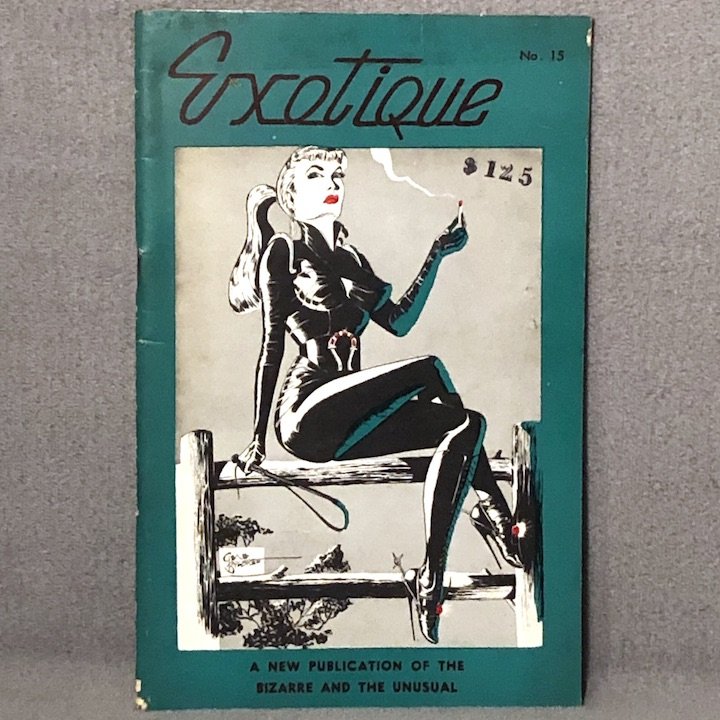 Exotique
No. 15
$125
A NEW PUBLICATION OF THE
BIZARRE AND THE UNUSUAL